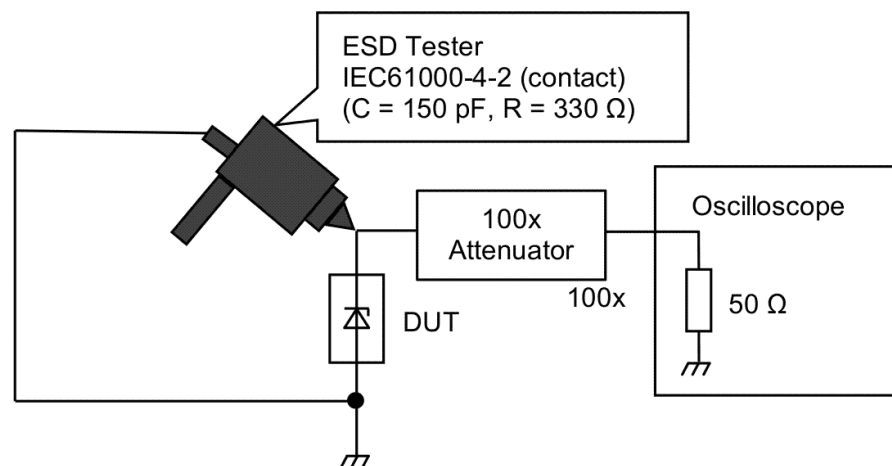 ESD Tester
IEC61000-4-2 (contact)
(C = 150 pF, R = 330 Ω)
100x
Attenuator
Oscilloscope
100x
50 Ω
DUT